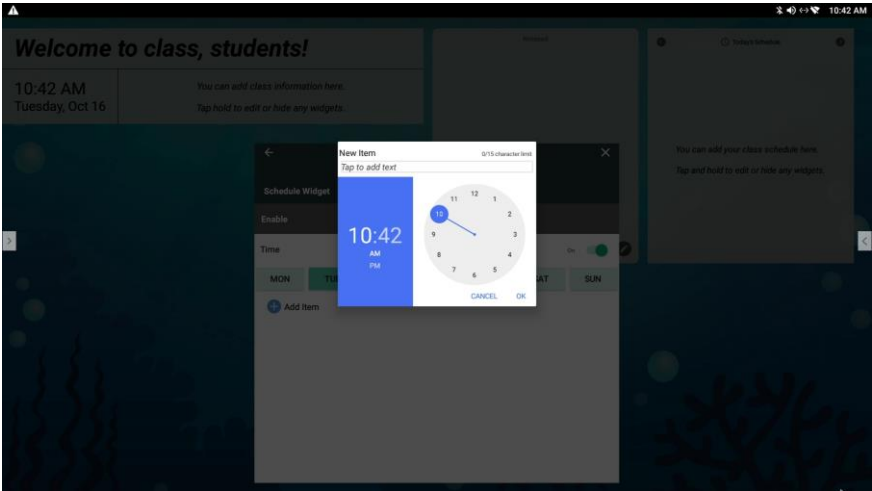 10:42 AM
Welcome to class, students!
10:42 AM
Tuesday, Oct 16
You can add class information here.
Tap hold to edit or hide any widgets.
Today's Schedule
You can add your class schedule here.
Tap and hold to edit or hide any widgets.
Schedule Widget
Enable
Time
On
MON
TUE
SAT
SUN
Add Item
New Item
0/15 character limit
Tap to add text
10:42
AM
PM
12
1
2
3
4
5
6
7
8
9
10
11
CANCEL
OK